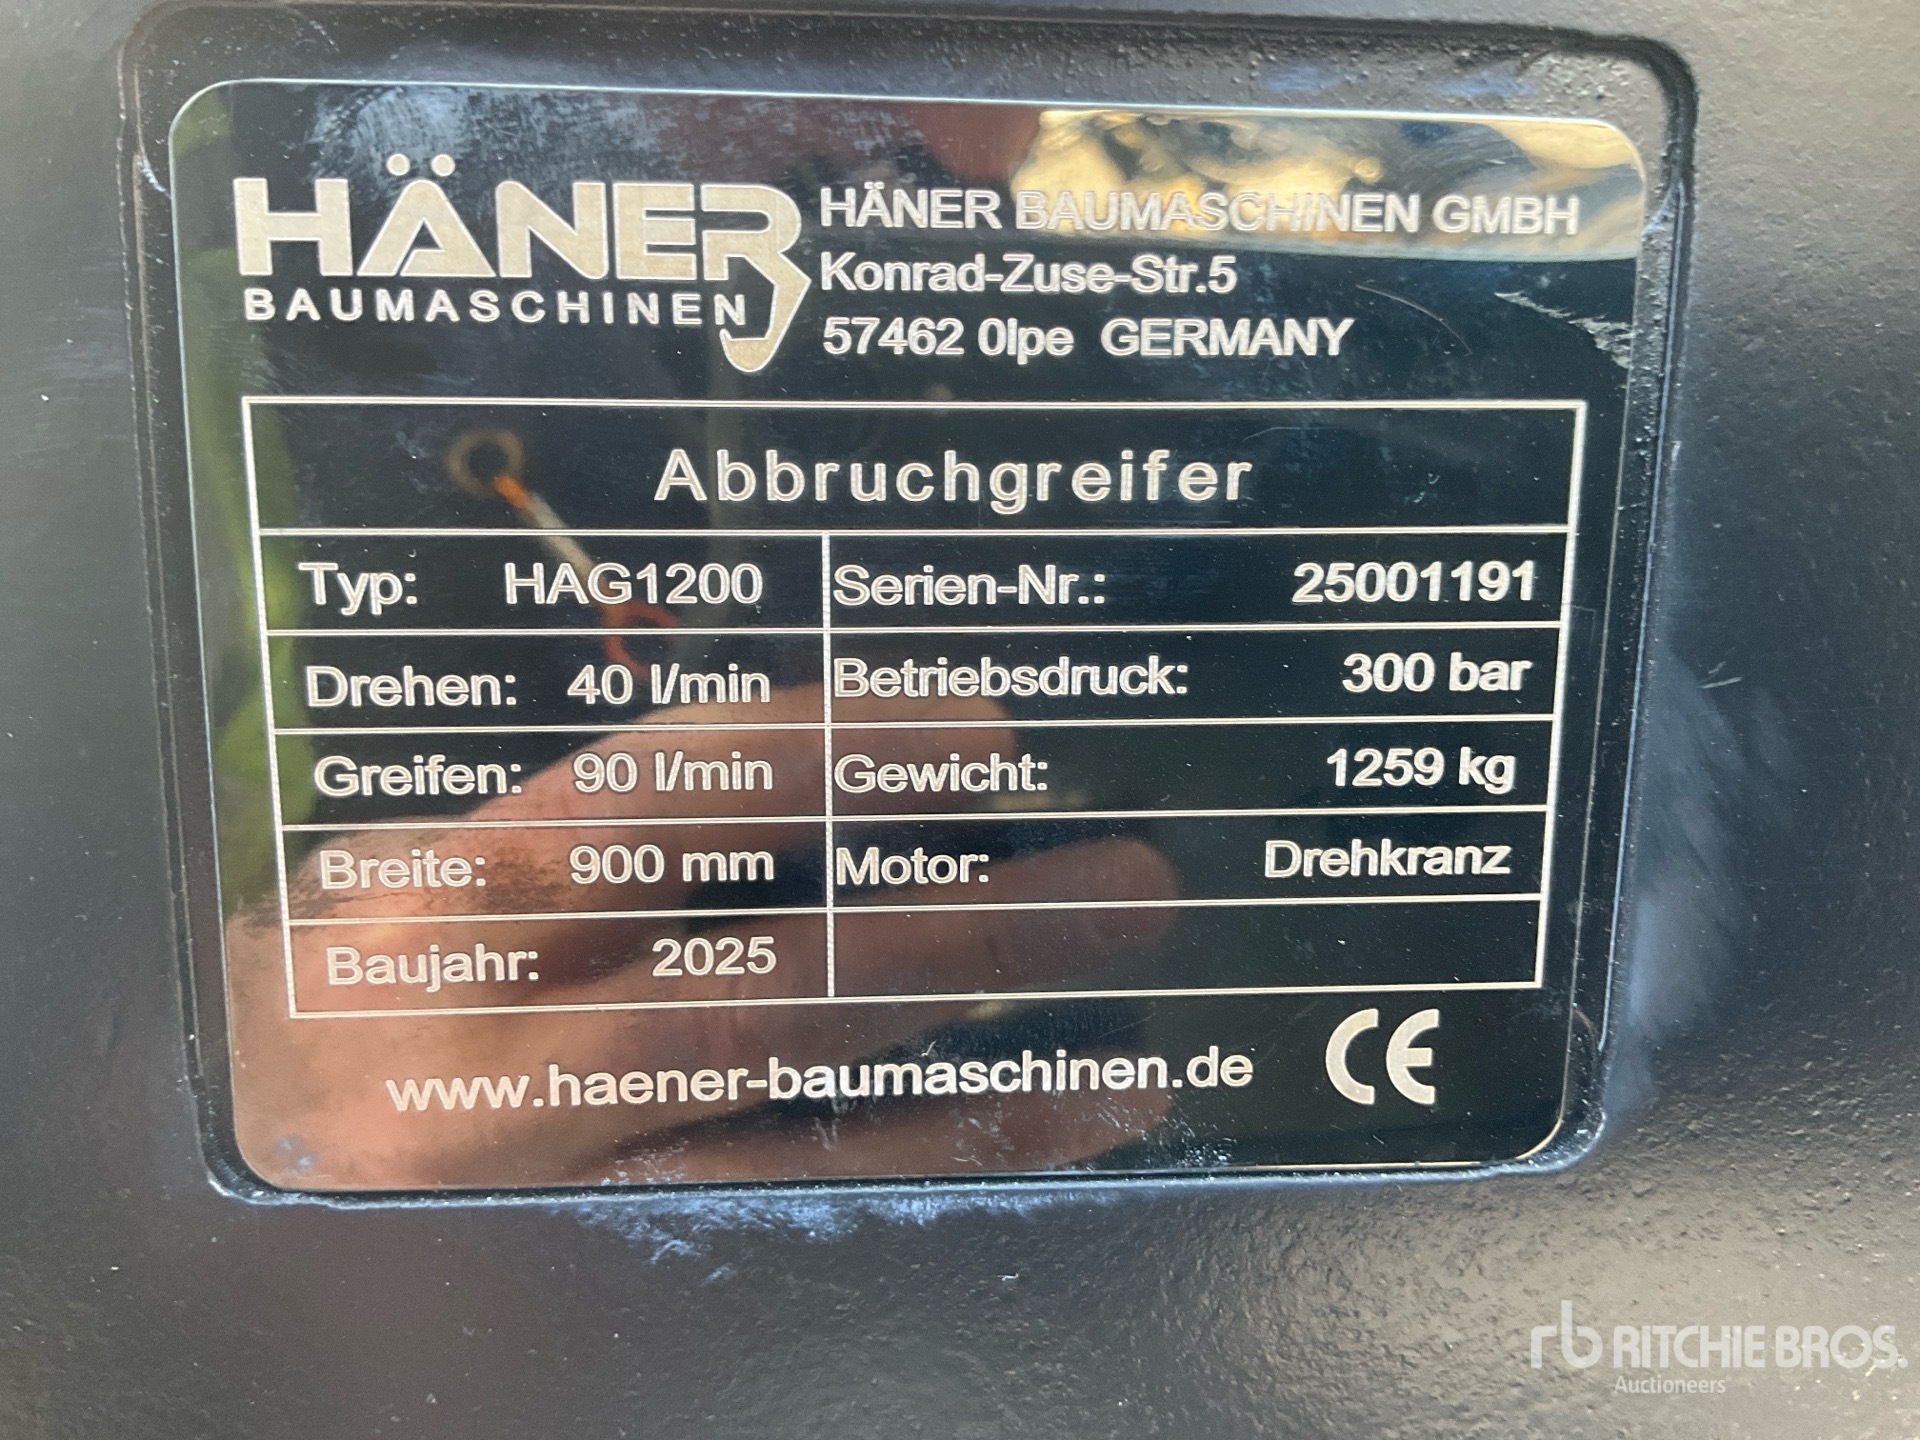 HÄNER
BAUMASCHINEN
HÄNER BAUMASCHINEN GMBH
Konrad-Zuse-Str.5
57462 Olpe GERMANY
Abbruchgreifer
Typ: HAG1200 Serien-Nr.: 25001191
Drehen: 40 l/min Betriebsdruck: 300 bar
Greifen: 90 l/min Gewicht: 1259 kg
Breite: 900 mm Motor: Drehkranz
Baujahr: 2025
www.haener-baumaschinen.de CE
rb RITCHIE BROS.
Auctioneers